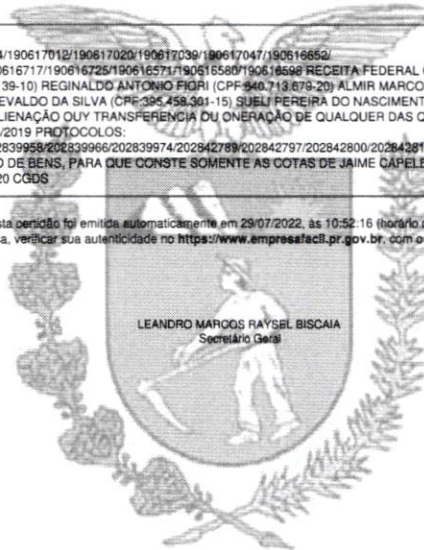 4/190617012/190617020/190617039/190617047/190616652/
0616717/190616725/190616571/190616580/190616598 RECEITA FEDERAL
39-10) REGINALDO ANTONIO FIORI (CPF:640.713.679-20) ALMIR MARCO
EVALDO DA SILVA (CPF:395.458.301-15) SUELI PEREIRA DO NASCIMENT
LIENAÇÃO OUY TRANSFERENCIA OU ONERAÇÃO DE QUALQUER DAS Q
/2019 PROTOCOLOS:
2839958/202839966/202839974/202842789/202842797/202842800/20284281
O DE BENS, PARA QUE CONSTE SOMENTE AS COTAS DE JAIME CAPELE
20 CGDS
sta certidão foi emitida automaticamente em 29/07/2022, às 10:52:16 (horário d
a, verificar sua autenticidade no https://www.empresafacil.pr.gov.br, com o
LEANDRO MARCOS RAYSEL BISCAIA
Secretário Geral